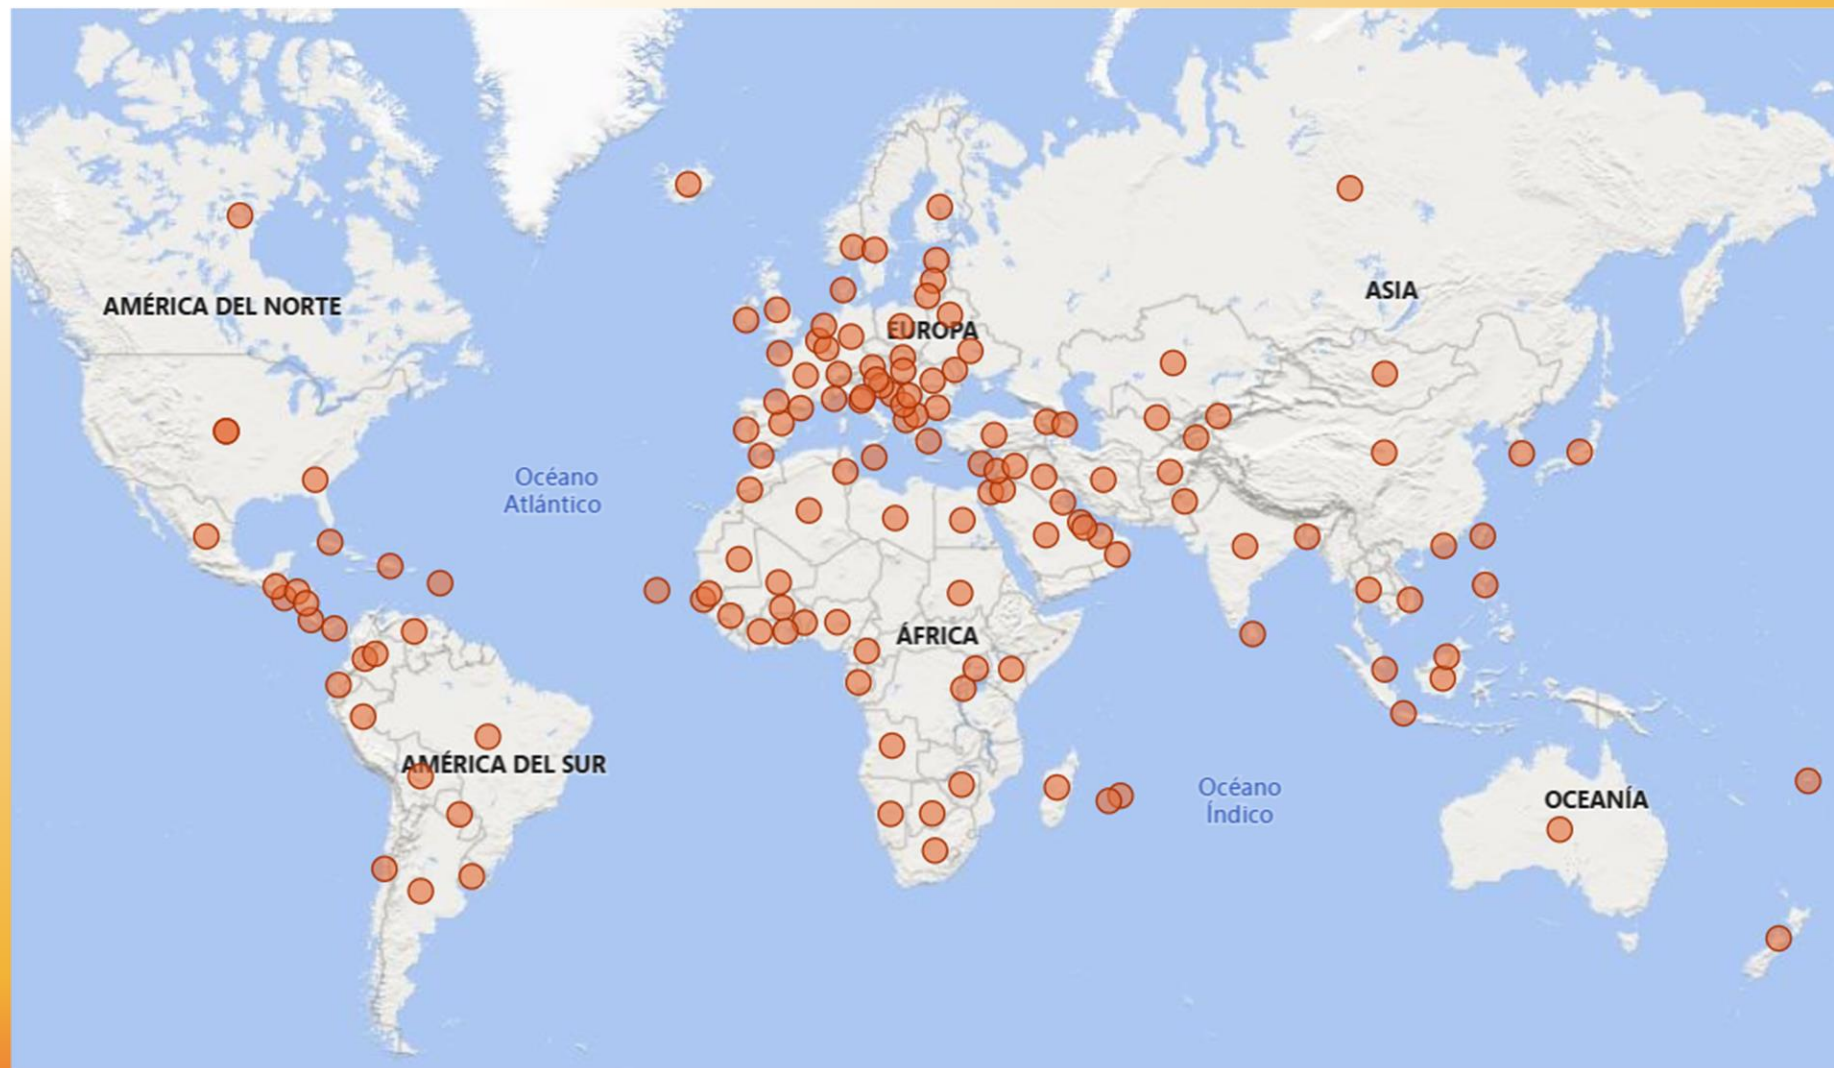 AMÉRICA DEL NORTE
ASIA
EUROPA
Océano
Atlántico
ÁFRICA
AMÉRICA DEL SUR
Océano
Índico
OCEANÍA